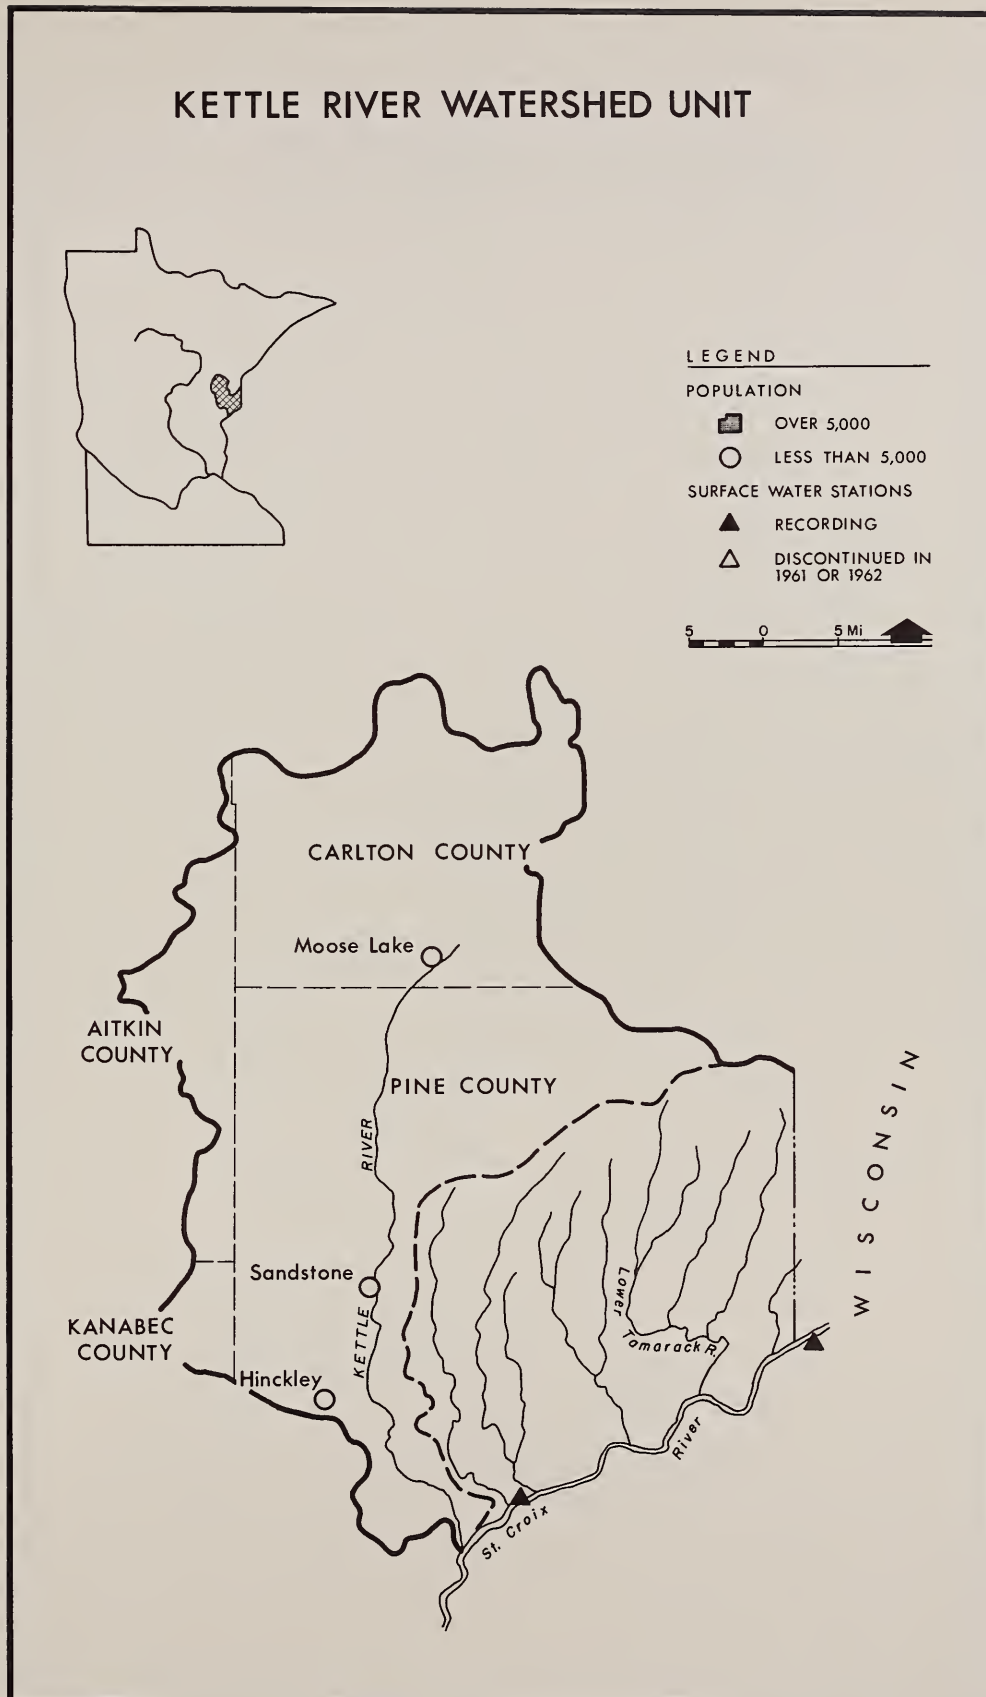 KETTLE RIVER WATERSHED UNIT
LEGEND
POPULATION
OVER 5,000
LESS THAN 5,000
SURFACE WATER STATIONS
RECORDING
DISCONTINUED IN
1961 OR 1962
5 0 5 Mi
CARLTON COUNTY
Moose Lake
AITKIN
COUNTY
PINE COUNTY
WISCONSIN
RIVER
Sandstone
Lower
KETTLE
KANABEC
COUNTY
Tamarack R.
Hinckley
River
St. Croix